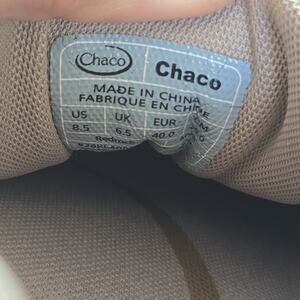 Chaco Chaco
MADE IN CHINA
FABRIQUE EN CHINE
US UK EUR
8.5 6.5 40.0